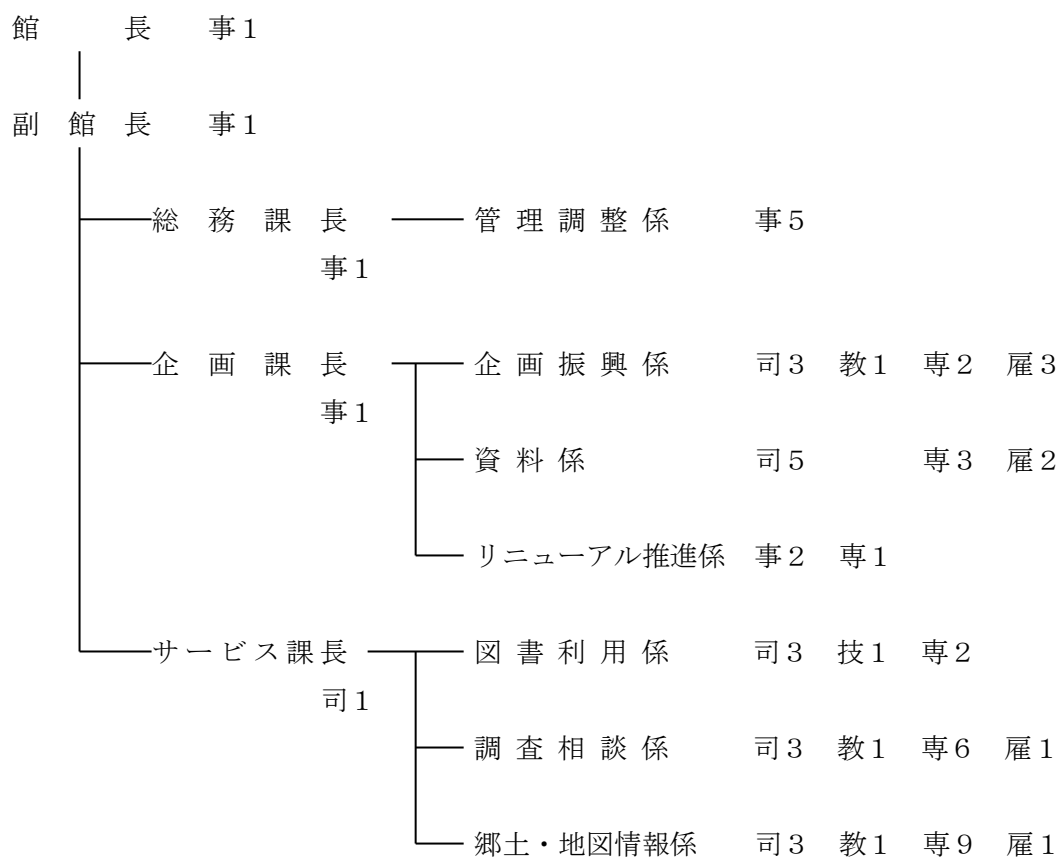 館　　長　事１
副　館　長　事１
総　務　課　長　管 理 調 整 係　事５
事１
企　画　課　長　企 画 振 興 係　司３　教１　専２　雇３
事１
資 料 係　司５　専３　雇２
リニューアル推進係　事２　専１
サービス課長　図 書 利 用 係　司３　技１　専２
司１
調 査 相 談 係　司３　教１　専６　雇１
郷土・地図情報係　司３　教１　専９　雇１